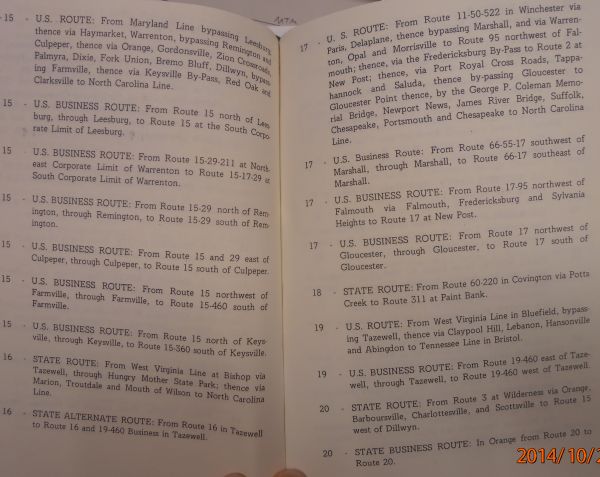 15 - U.S. ROUTE: From Maryland Line bypassing Leesburg,
thence via Haymarket, Warrenton, bypassing Remington and
Culpeper, thence via Orange, Gordonsville, Zion Crossroads,
Palmyra, Dixie, Fork Union, Bremo Bluff, Dillwyn, bypass-
ing Farmville, thence via Keysville By-Pass, Red Oak and
Clarksville to North Carolina Line.
15 - U.S. BUSINESS ROUTE: From Route 15 north of Lees-
burg, through Leesburg, to Route 15 at the South Corpo-
rate Limit of Leesburg.
15 - U.S. BUSINESS ROUTE: From Route 15-29-211 at North-
east Corporate Limit of Warrenton to Route 15-17-29 at
South Corporate Limit of Warrenton.
15 - U.S. BUSINESS ROUTE: From Route 15-29 north of Rem-
ington, through Remington, to Route 15-29 south of Rem-
ington.
15 - U.S. BUSINESS ROUTE: From Route 15 and 29 east of
Culpeper, through Culpeper, to Route 15 south of Culpeper.
15 - U.S. BUSINESS ROUTE: From Route 15 northwest of
Farmville, through Farmville, to Route 15-460 south of
Farmville.
15 - U.S. BUSINESS ROUTE: From Route 15 north of Keys-
ville, through Keysville, to Route 15-360 south of Keysville.
16 - STATE ROUTE: From West Virginia Line at Bishop via
Tazewell, through Hungry Mother State Park; thence via
Marion, Troutdale and Mouth of Wilson to North Carolina
Line.
16 - STATE ALTERNATE ROUTE: From Route 16 in Tazewell
to Route 16 and 19-460 Business in Tazewell.
17 - U. S. ROUTE: From Route 11-50-522 in Winchester via
Paris, Delaplane, thence bypassing Marshall, and via Warren-
ton, Opal and Morrisville to Route 95 northwest of Fal-
mouth; thence, via the Fredericksburg By-Pass to Route 2 at
New Post; thence, via Port Royal Cross Roads, Tappa-
hannock and Saluda, thence by-passing Gloucester to
Gloucester Point thence, by the George P. Coleman Memo-
rial Bridge, Newport News, James River Bridge, Suffolk,
Chesapeake, Portsmouth and Chesapeake to North Carolina
Line.
17 - U.S. Business Route: From Route 66-55-17 southwest of
Marshall, through Marshall, to Route 66-17 southeast of
Marshall.
17 - U.S. BUSINESS ROUTE: From Route 17-95 northwest of
Falmouth via Falmouth, Fredericksburg and Sylvania
Heights to Route 17 at New Post.
17 - U.S. BUSINESS ROUTE: From Route 17 northwest of
Gloucester, through Gloucester, to Route 17 south of
Gloucester.
18 - STATE ROUTE: From Route 60-220 in Covington via Potts
Creek to Route 311 at Paint Bank.
19 - U.S. ROUTE: From West Virginia Line in Bluefield, bypass-
ing Tazewell, thence via Claypool Hill, Lebanon, Hansonville
and Abingdon to Tennessee Line in Bristol.
19 - U.S. BUSINESS ROUTE: From Route 19-460 east of Taze-
well, through Tazewell, to Route 19-460 west of Tazewell.
20 - STATE ROUTE: From Route 3 at Wilderness via Orange,
Barboursville, Charlottesville, and Scottsville to Route 15
west of Dillwyn.
20 - STATE BUSINESS ROUTE: In Orange from Route 20 to
Route 20.
2014/10/2